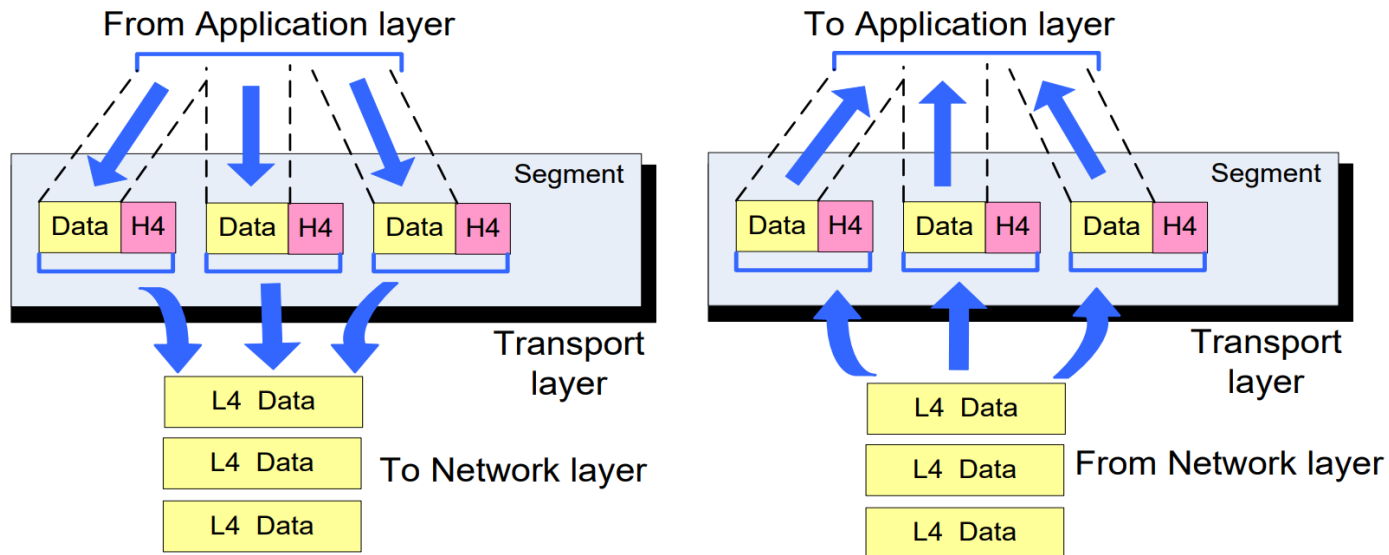 From Application layer
Segment
Data H4 Data H4 Data H4
Transport
layer
L4 Data
L4 Data
To Network layer
L4 Data
To Application layer
Segment
Data H4 Data H4 Data H4
Transport
layer
L4 Data
L4 Data
From Network layer
L4 Data